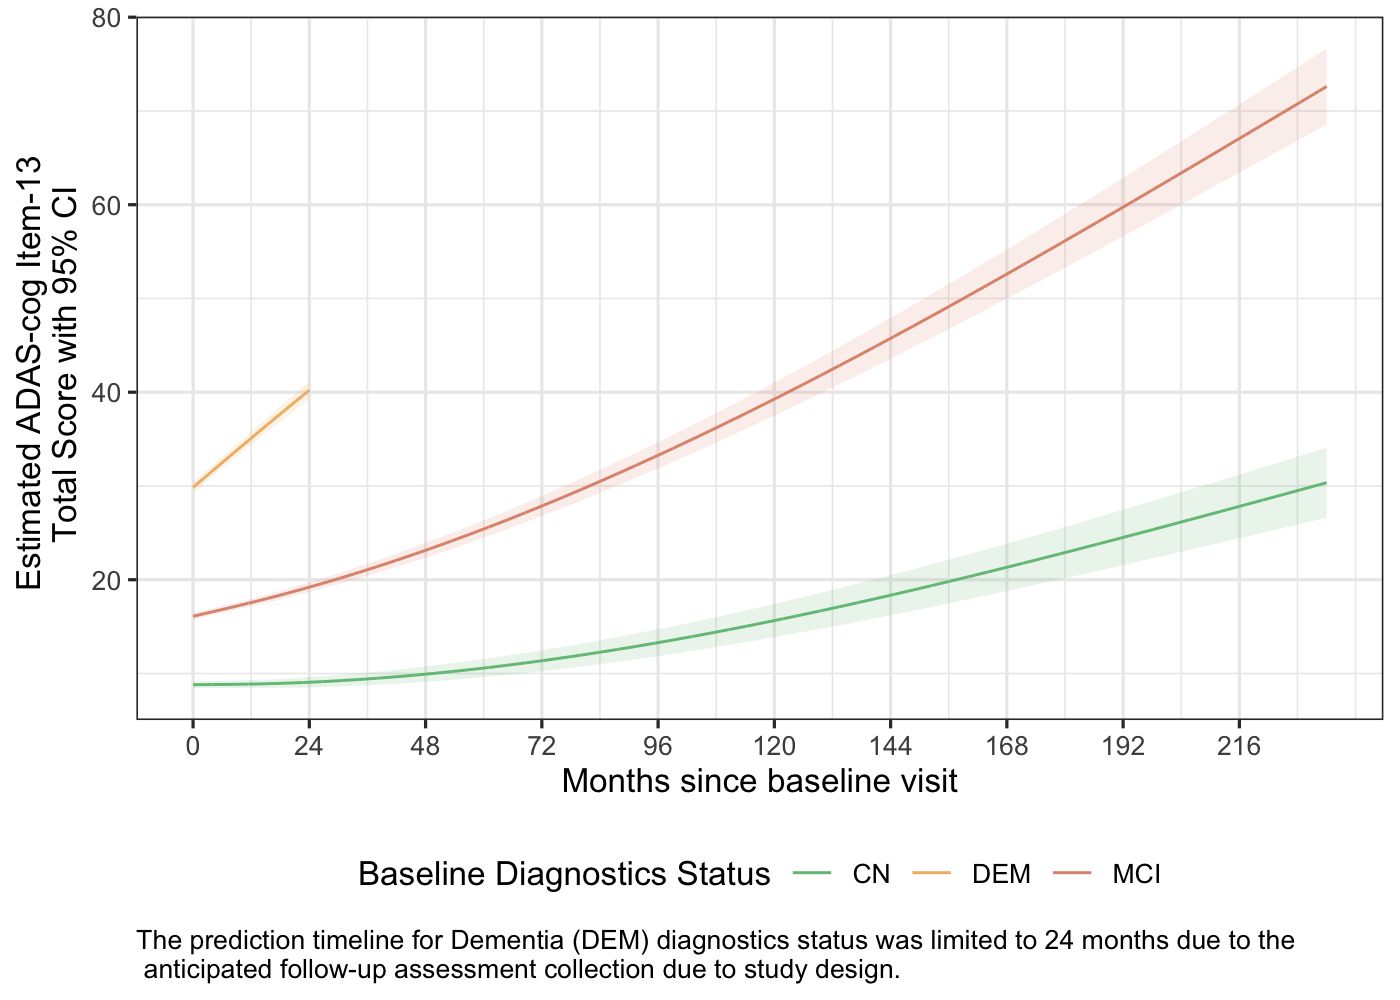 80
60
40
20
Estimated ADAS-cog Item-13
Total Score with 95% CI
0 24 48 72 96 120 144 168 192 216
Months since baseline visit
Baseline Diagnostics Status CN DEM MCI
The prediction timeline for Dementia (DEM) diagnostics status was limited to 24 months due to the
anticipated follow-up assessment collection due to study design.